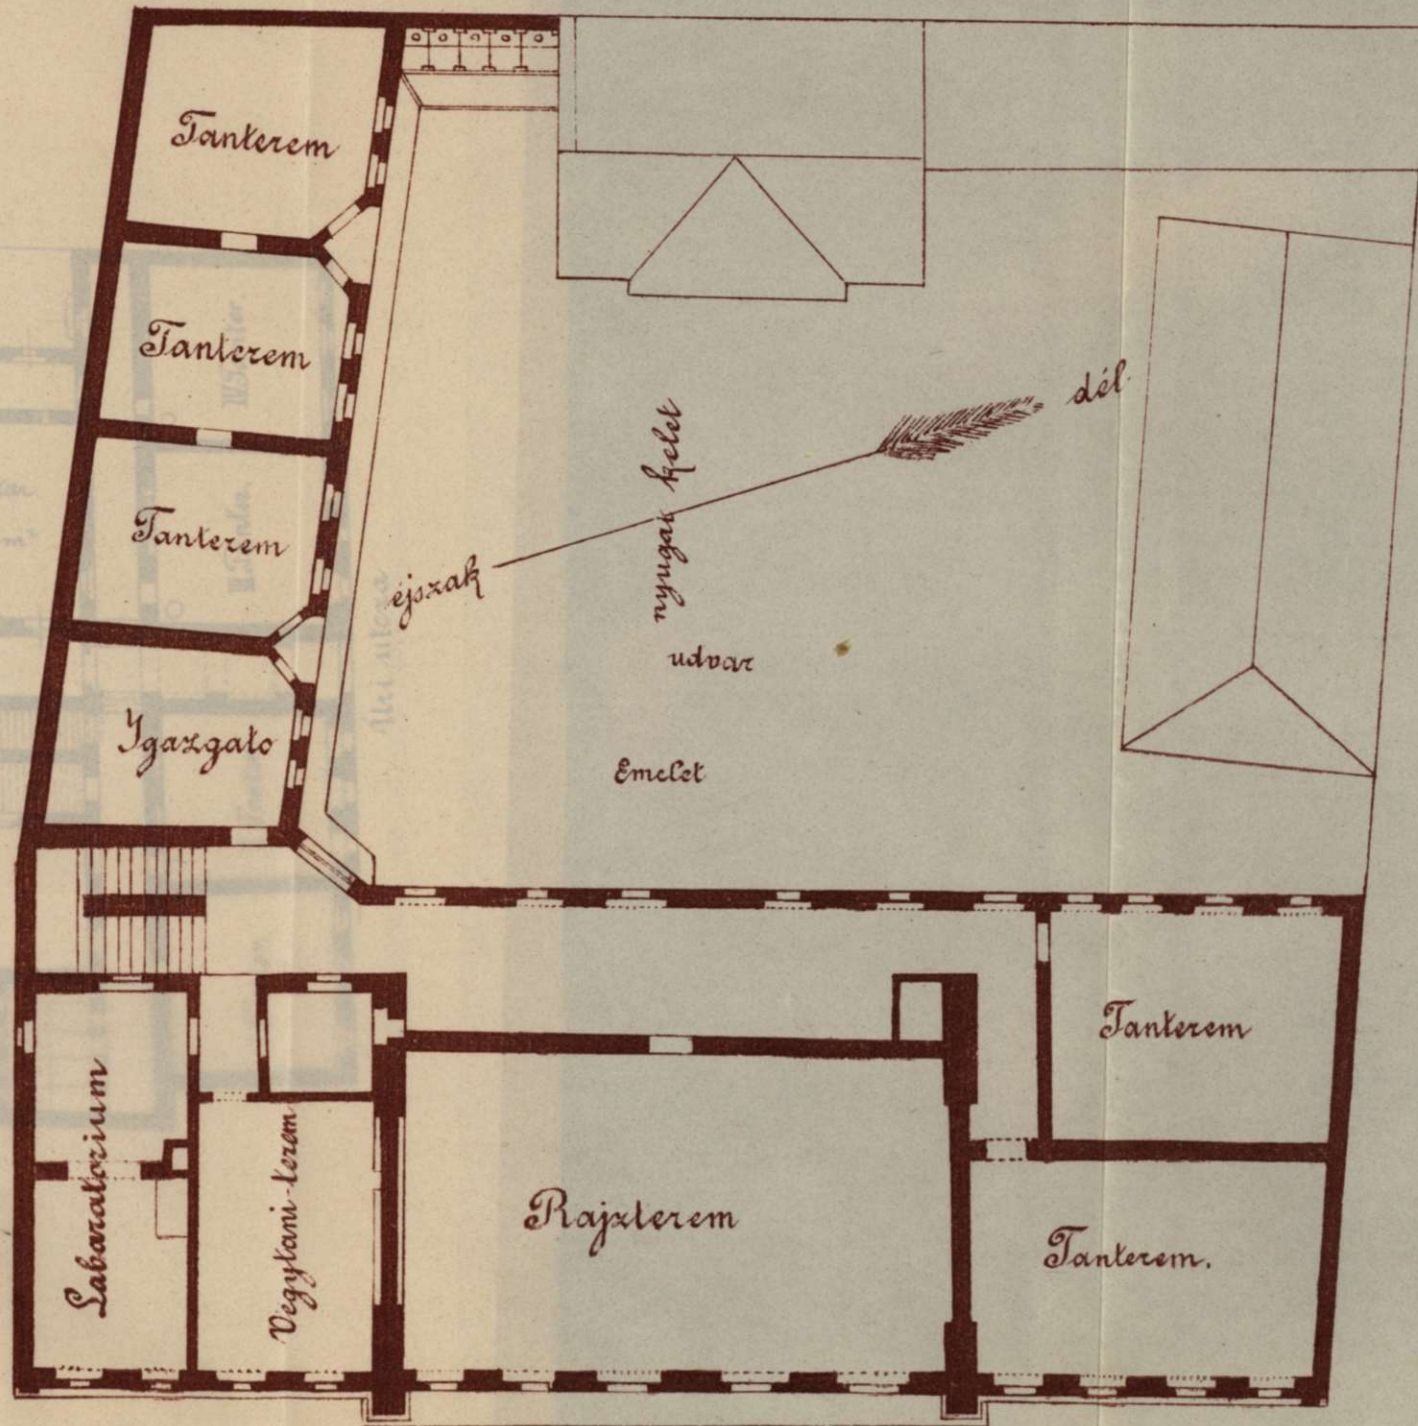 Tanterem
Tanterem
dél
nyugat kelet
Tanterem
éjszak
udvar
Igazgato
Emelet
Tanterem
Labaratorium
Vegytani-terem
Rajzterem
Tanterem.